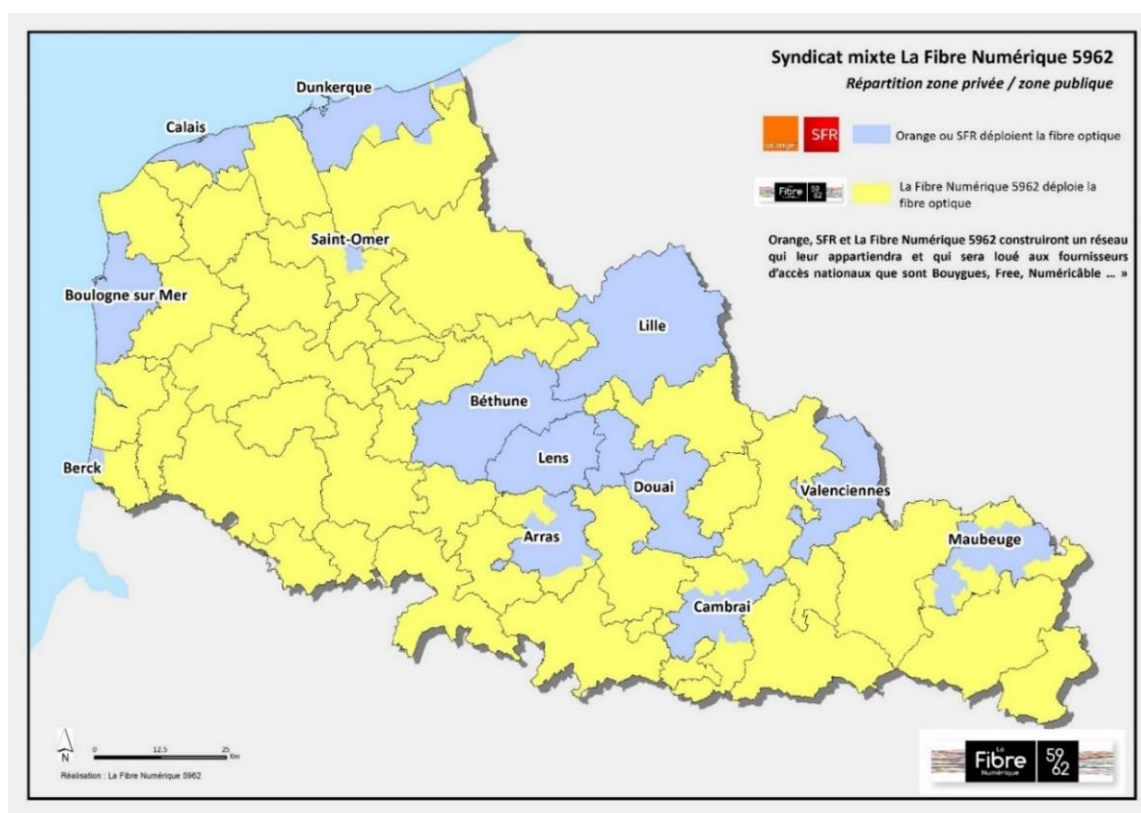 Syndicat mixte La Fibre Numérique 5962
Répartition zone privée / zone publique
orange
SFR
Orange ou SFR déploient la fibre optique
La
Fibre
Numérique
59
62
La Fibre Numérique 5962 déploie la
fibre optique
Orange, SFR et La Fibre Numérique 5962 construiront un réseau
qui leur appartiendra et qui sera loué aux fournisseurs
d'accès nationaux que sont Bouygues, Free, Numéricâble ... »
Dunkerque
Calais
Saint-Omer
Boulogne sur Mer
Lille
Béthune
Lens
Berck
Douai
Valenciennes
Arras
Maubeuge
Cambrai
N
0 12.5 25
Km
Réalisation : La Fibre Numérique 5962
La
Fibre
Numérique
59
62